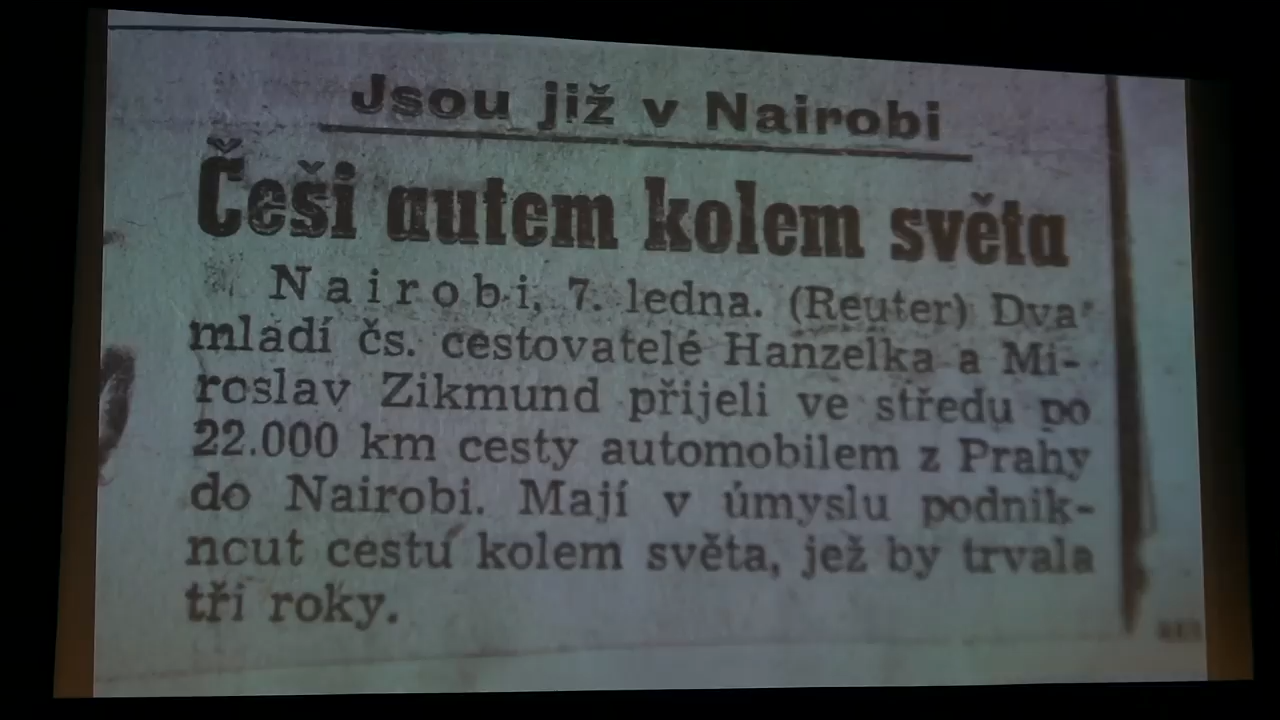 Jsou již v Nairobi
Češi autem kolem světa
Nairobi, 7. ledna. (Reuter) Dva
mladí čs. cestovatelé Hanzelka a Mi-
roslav Zikmund přijeli ve středu po
22.000 km cesty automobilem z Prahy
do Nairobi. Mají v úmyslu podnik-
ncut cestu kolem světa, jež by trvala
tři roky.